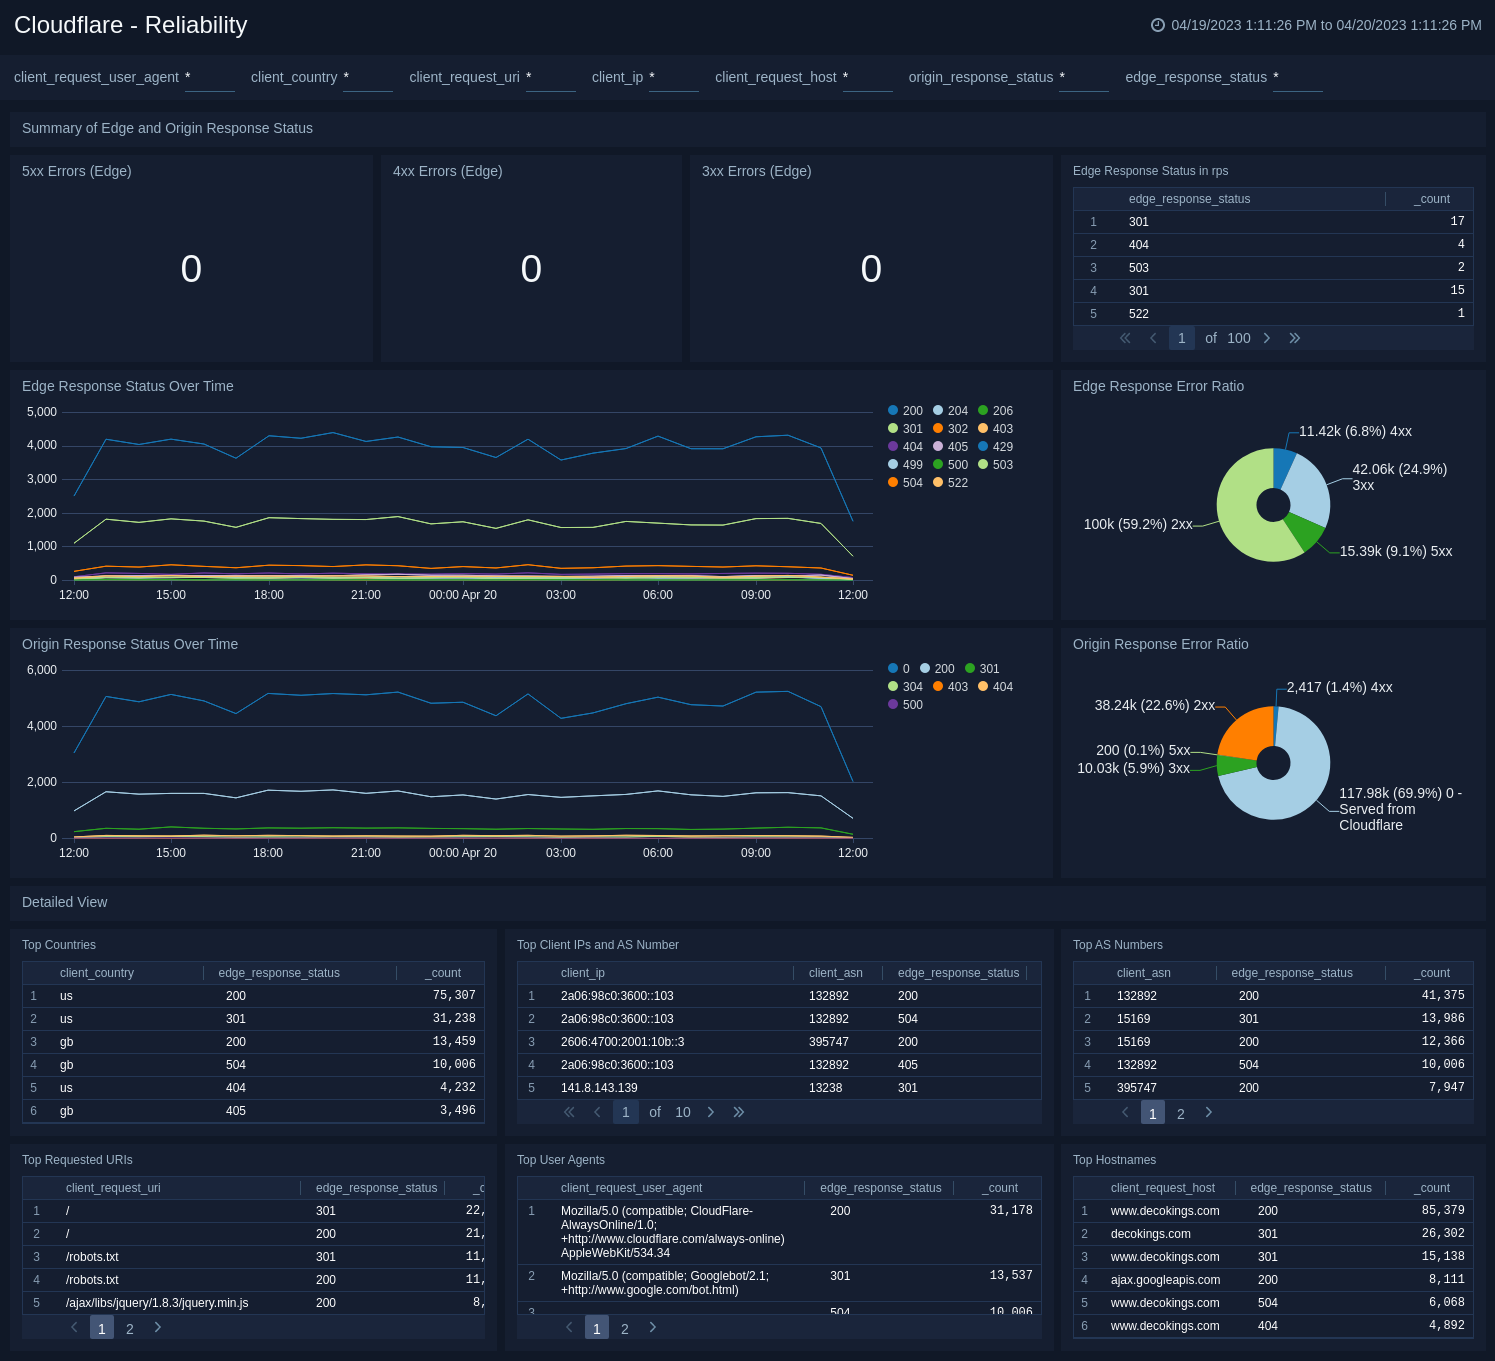 Cloudflare - Reliability
04/19/2023 1:11:26 PM to 04/20/2023 1:11:26 PM
client_request_user_agent * client_country * client_request_uri * client_ip * client_request_host * origin_response_status * edge_response_status *
Summary of Edge and Origin Response Status
5xx Errors (Edge)
0
4xx Errors (Edge)
0
3xx Errors (Edge)
0
Edge Response Status in rps
edge_response_status _count
1 301 17
2 404 4
3 503 2
4 301 15
5 522 1
1 of 100
Edge Response Status Over Time
5,000
4,000
3,000
2,000
1,000
0
12:00 15:00 18:00 21:00 00:00 Apr 20 03:00 06:00 09:00 12:00
200 204 206
301 302 403
404 405 429
499 500 503
504 522
Edge Response Error Ratio
11.42k (6.8%) 4xx
42.06k (24.9%)
3xx
100k (59.2%) 2xx
15.39k (9.1%) 5xx
Origin Response Status Over Time
6,000
4,000
2,000
0
12:00 15:00 18:00 21:00 00:00 Apr 20 03:00 06:00 09:00 12:00
0 200 301
304 403 404
500
Origin Response Error Ratio
2,417 (1.4%) 4xx
38.24k (22.6%) 2xx
200 (0.1%) 5xx
10.03k (5.9%) 3xx
117.98k (69.9%) 0 -
Served from
Cloudflare
Detailed View
Top Countries
client_country edge_response_status _count
1 us 200 75,307
2 us 301 31,238
3 gb 200 13,459
4 gb 504 10,006
5 us 404 4,232
6 gb 405 3,496
Top Client IPs and AS Number
client_ip client_asn edge_response_status
1 2a06:98c0:3600::103 132892 200
2 2a06:98c0:3600::103 132892 504
3 2606:4700:2001:10b::3 395747 200
4 2a06:98c0:3600::103 132892 405
5 141.8.143.139 13238 301
1 of 10
Top AS Numbers
client_asn edge_response_status _count
1 132892 200 41,375
2 15169 301 13,986
3 15169 200 12,366
4 132892 504 10,006
5 395747 200 7,947
1 2
Top Requested URIs
client_request_uri edge_response_status _c
1 / 301 22,
2 / 200 21,
3 /robots.txt 301 11,
4 /robots.txt 200 11,
5 /ajax/libs/jquery/1.8.3/jquery.min.js 200 8,
1 2
Top User Agents
client_request_user_agent edge_response_status _count
1 Mozilla/5.0 (compatible; CloudFlare- 200 31,178
AlwaysOnline/1.0;
+http://www.cloudflare.com/always-online)
AppleWebKit/534.34
2 Mozilla/5.0 (compatible; Googlebot/2.1; 301 13,537
+http://www.google.com/bot.html)
3 504 10,006
1 2
Top Hostnames
client_request_host edge_response_status _count
1 www.decokings.com 200 85,379
2 decokings.com 301 26,302
3 www.decokings.com 301 15,138
4 ajax.googleapis.com 200 8,111
5 www.decokings.com 504 6,068
6 www.decokings.com 404 4,892